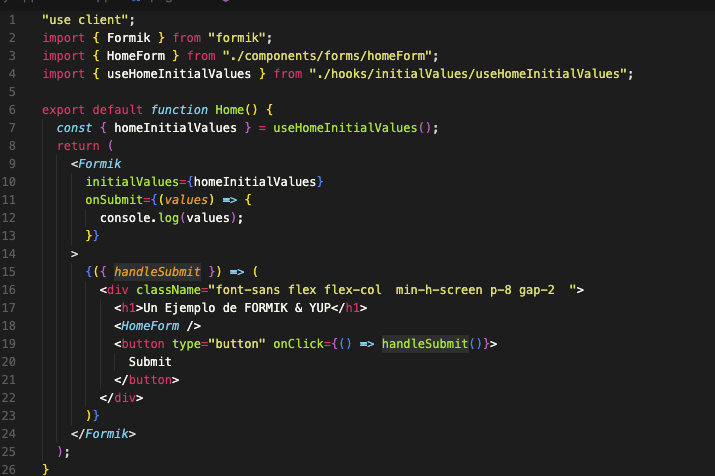 1 "use client";
2 import { Formik } from "formik";
3 import { HomeForm } from "./components/forms/homeForm";
4 import { useHomeInitialValues } from "./hooks/initialValues/useHomeInitialValues";
5
6 export default function Home() {
7   const { homeInitialValues } = useHomeInitialValues();
8   return (
9     <Formik
10       initialValues={homeInitialValues}
11       onSubmit={(values) => {
12         console.log(values);
13       }}
14     >
15       {({ handleSubmit }) => (
16         <div className="font-sans flex flex-col  min-h-screen p-8 gap-2  ">
17           <h1>Un Ejemplo de FORMIK & YUP</h1>
18           <HomeForm />
19           <button type="button" onClick={() => handleSubmit()}>
20             Submit
21           </button>
22         </div>
23       )}
24     </Formik>
25   );
26 }